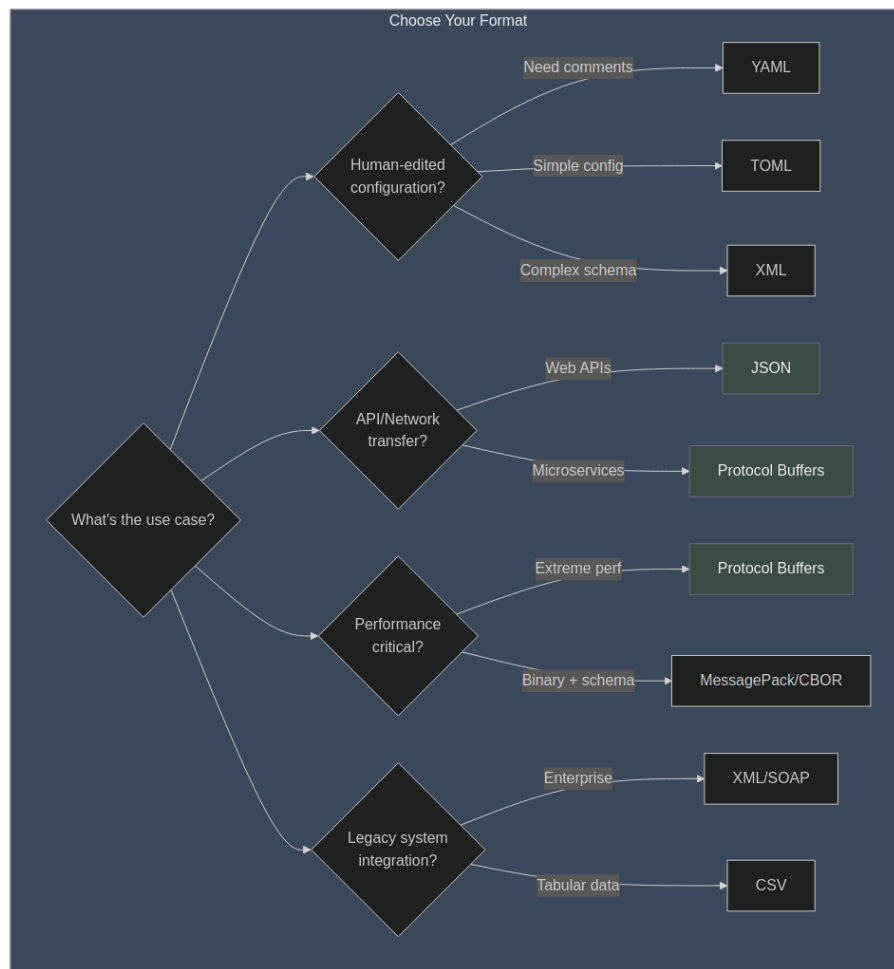 Choose Your Format
Need comments
YAML
Human-edited
configuration?
Simple config
TOML
Complex schema
XML
Web APIs
JSON
API/Network
transfer?
Microservices
Protocol Buffers
What's the use case?
Extreme perf
Protocol Buffers
Performance
critical?
Binary + schema
MessagePack/CBOR
Enterprise
XML/SOAP
Legacy system
integration?
Tabular data
CSV